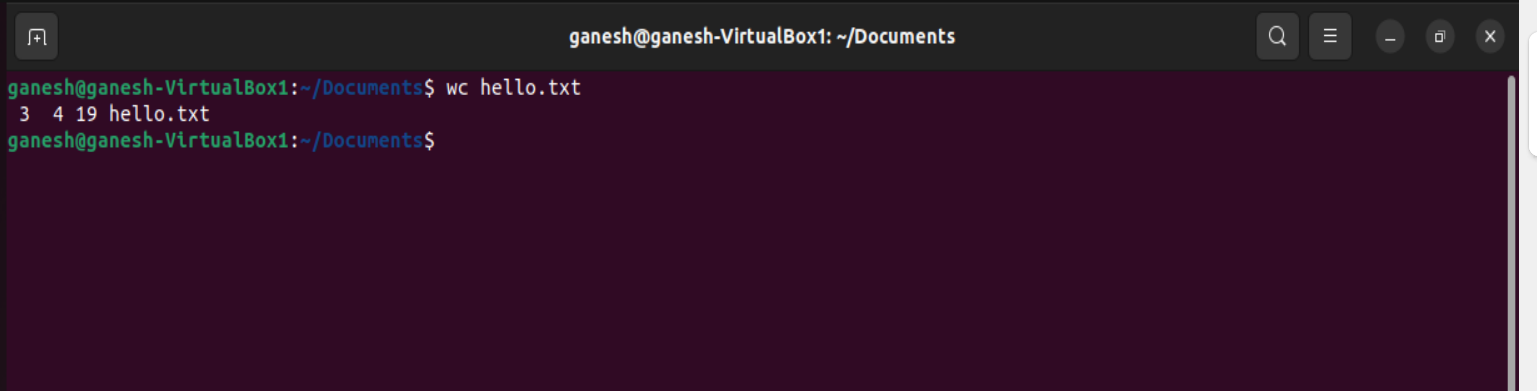 ganesh@ganesh-VirtualBox1: ~/Documents
ganesh@ganesh-VirtualBox1:~/Documents$ wc hello.txt
 3  4 19 hello.txt
ganesh@ganesh-VirtualBox1:~/Documents$